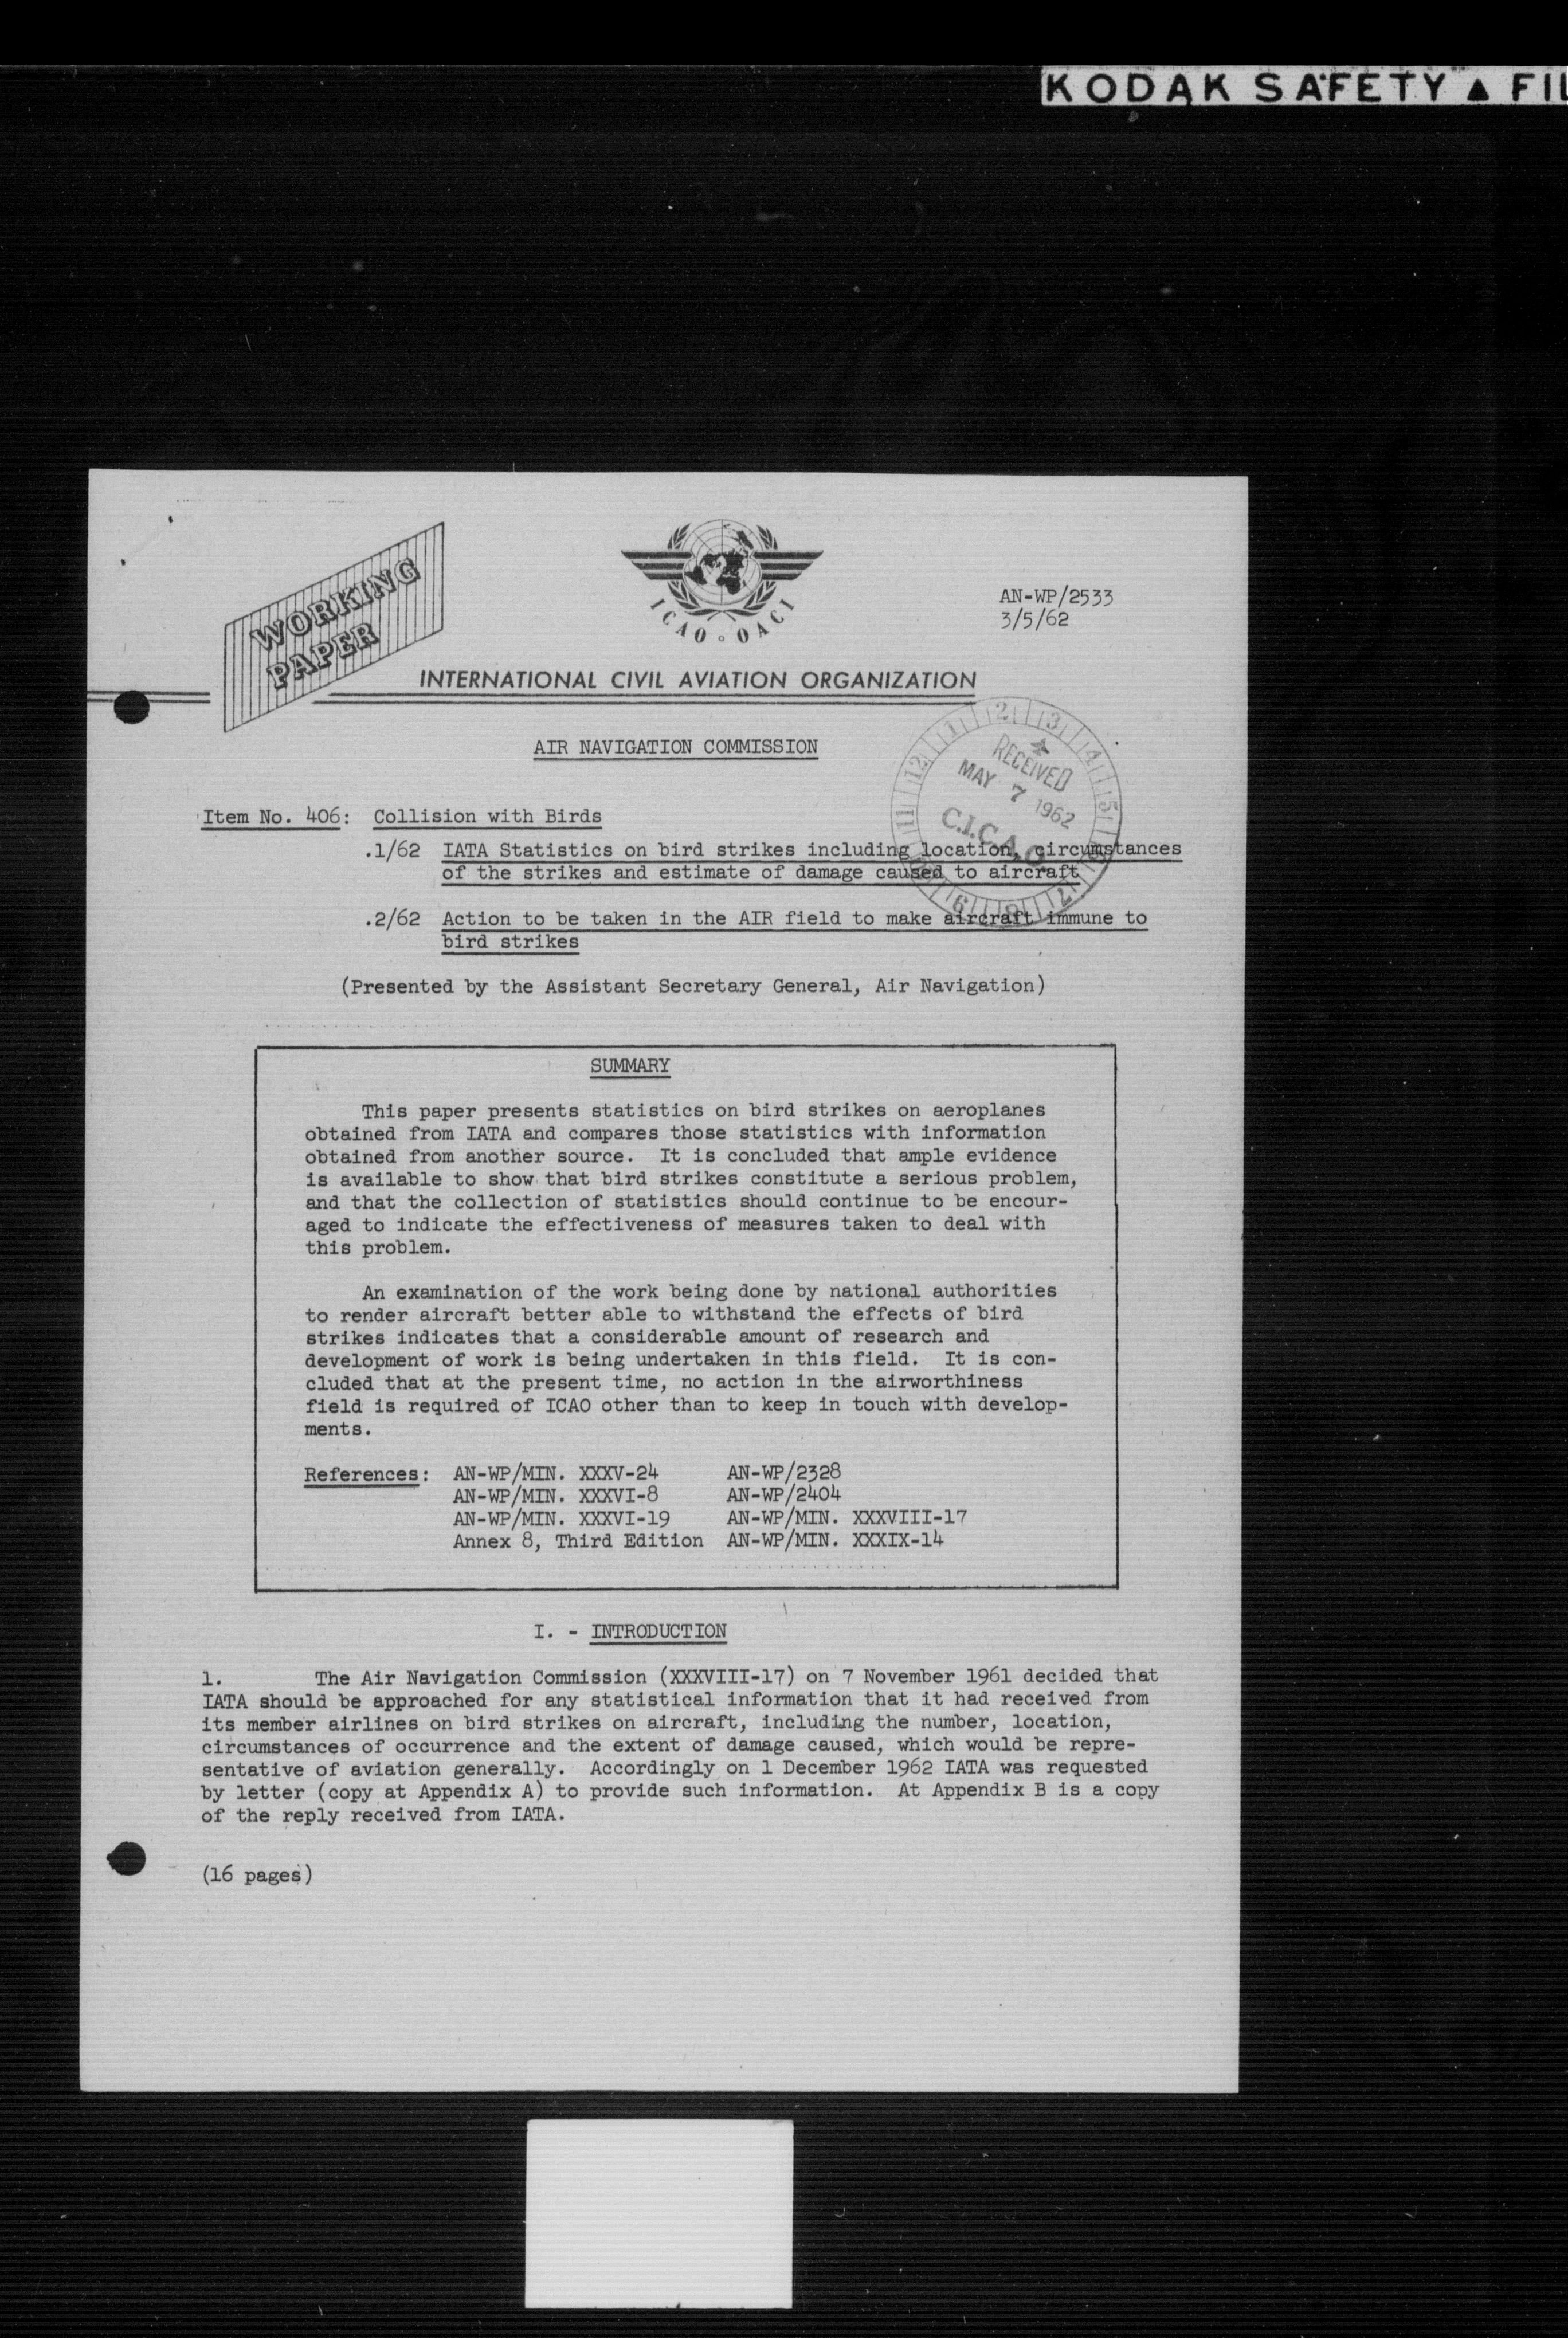 KODAK SAFETY ▲ FIL
WORKING
PAPER
ICAO ◦ OACI
AN-WP/2533
3/5/62
INTERNATIONAL CIVIL AVIATION ORGANIZATION
AIR NAVIGATION COMMISSION
12 1 2 3 4 5
RECEIVED
MAY 7 1962
C.I.C.A.O.
11 9 8 7
Item No. 406: Collision with Birds
.1/62 IATA Statistics on bird strikes including location, circumstances
of the strikes and estimate of damage caused to aircraft
.2/62 Action to be taken in the AIR field to make aircraft immune to
bird strikes
(Presented by the Assistant Secretary General, Air Navigation)
SUMMARY
This paper presents statistics on bird strikes on aeroplanes
obtained from IATA and compares those statistics with information
obtained from another source. It is concluded that ample evidence
is available to show that bird strikes constitute a serious problem,
and that the collection of statistics should continue to be encour-
aged to indicate the effectiveness of measures taken to deal with
this problem.
An examination of the work being done by national authorities
to render aircraft better able to withstand the effects of bird
strikes indicates that a considerable amount of research and
development of work is being undertaken in this field. It is con-
cluded that at the present time, no action in the airworthiness
field is required of ICAO other than to keep in touch with develop-
ments.
References: AN-WP/MIN. XXXV-24 AN-WP/2328
AN-WP/MIN. XXXVI-8 AN-WP/2404
AN-WP/MIN. XXXVI-19 AN-WP/MIN. XXXVIII-17
Annex 8, Third Edition AN-WP/MIN. XXXIX-14
I. - INTRODUCTION
1. The Air Navigation Commission (XXXVIII-17) on 7 November 1961 decided that
IATA should be approached for any statistical information that it had received from
its member airlines on bird strikes on aircraft, including the number, location,
circumstances of occurrence and the extent of damage caused, which would be repre-
sentative of aviation generally. Accordingly on 1 December 1962 IATA was requested
by letter (copy at Appendix A) to provide such information. At Appendix B is a copy
of the reply received from IATA.
(16 pages)